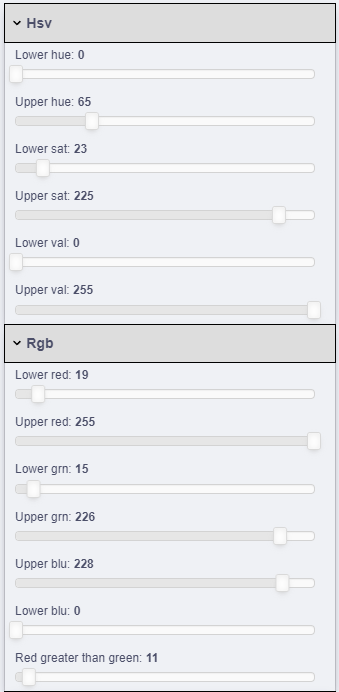 Hsv
Lower hue: 0
Upper hue: 65
Lower sat: 23
Upper sat: 225
Lower val: 0
Upper val: 255
Rgb
Lower red: 19
Upper red: 255
Lower grn: 15
Upper grn: 226
Upper blu: 228
Lower blu: 0
Red greater than green: 11